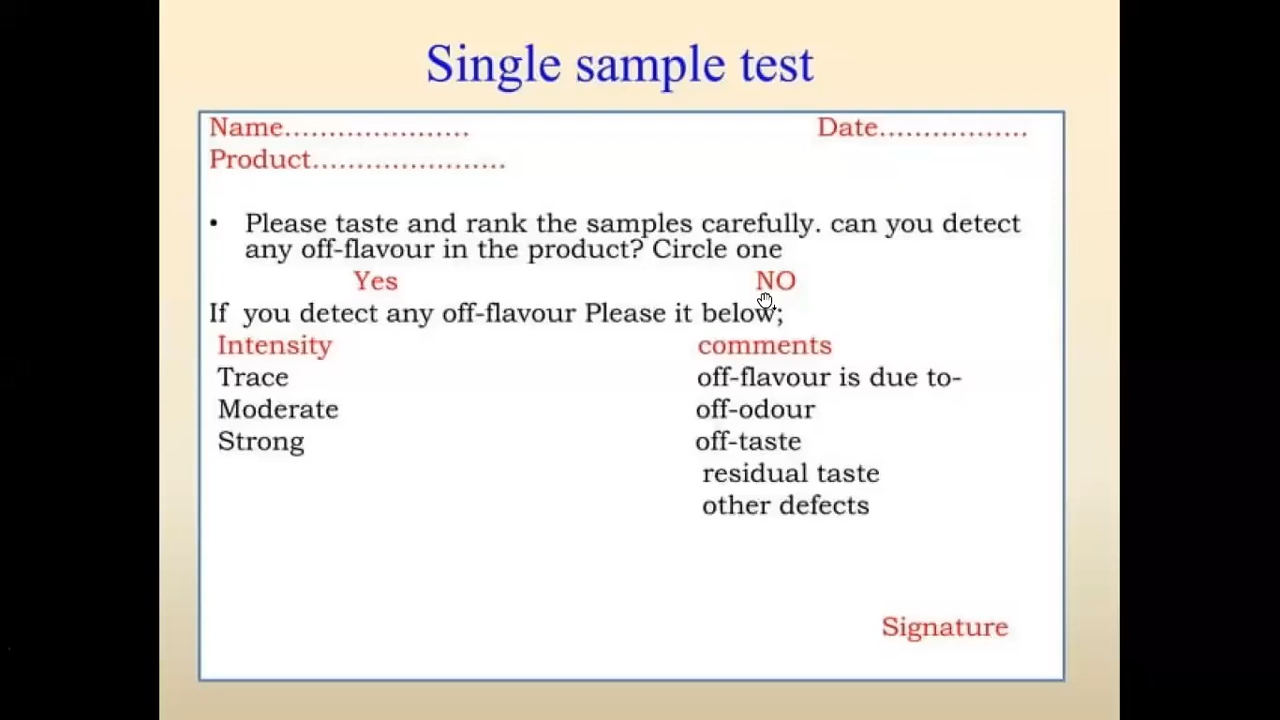 Single sample test
Name..................... Date.................
Product......................
• Please taste and rank the samples carefully. can you detect
any off-flavour in the product? Circle one
Yes NO
If you detect any off-flavour Please it below;
Intensity comments
Trace off-flavour is due to-
Moderate off-odour
Strong off-taste
residual taste
other defects
Signature